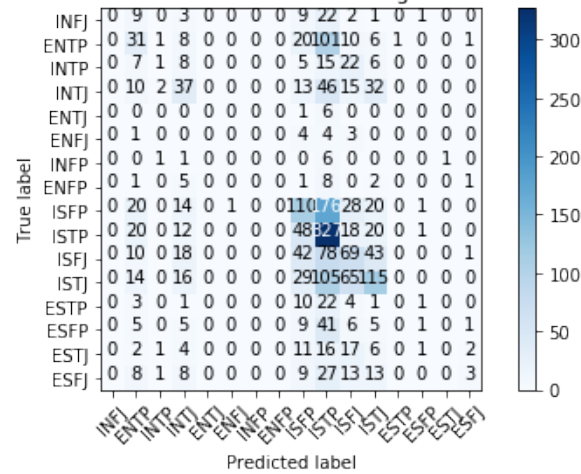 INFJ 0 9 0 3 0 0 0 0 9 22 2 1 0 1 0 0
ENTP 0 31 1 8 0 0 0 0 20 101 10 6 1 0 0 1
INTP 0 7 1 8 0 0 0 0 5 15 22 6 0 0 0 0
INTJ 0 10 2 37 0 0 0 0 13 46 15 32 0 0 0 0
ENTJ 0 0 0 0 0 0 0 0 1 6 0 0 0 0 0 0
ENFJ 0 1 0 0 0 0 0 0 4 4 3 0 0 0 0 0
INFP 0 0 1 1 0 0 0 0 0 6 0 0 0 0 1 0
ENFP 0 1 0 5 0 0 0 0 1 8 0 2 0 0 0 1
ISFP 0 20 0 14 0 1 0 0 110 176 28 20 0 1 0 0
ISTP 0 20 0 12 0 0 0 0 48 327 18 20 0 1 0 0
ISFJ 0 10 0 18 0 0 0 0 42 78 69 43 0 0 0 1
ISTJ 0 14 0 16 0 0 0 0 29 105 65 115 0 0 0 0
ESTP 0 3 0 1 0 0 0 0 10 22 4 1 0 1 0 0
ESFP 0 5 0 5 0 0 0 0 9 41 6 5 0 1 0 1
ESTJ 0 2 1 4 0 0 0 0 11 16 17 6 0 1 0 2
ESFJ 0 8 1 8 0 0 0 0 9 27 13 13 0 0 0 3
True label
INFJ ENTP INTP INTJ ENTJ ENFJ INFP ENFP ISFP ISTP ISFJ ISTJ ESTP ESFP ESTJ ESFJ
Predicted label
300
250
200
150
100
50
0